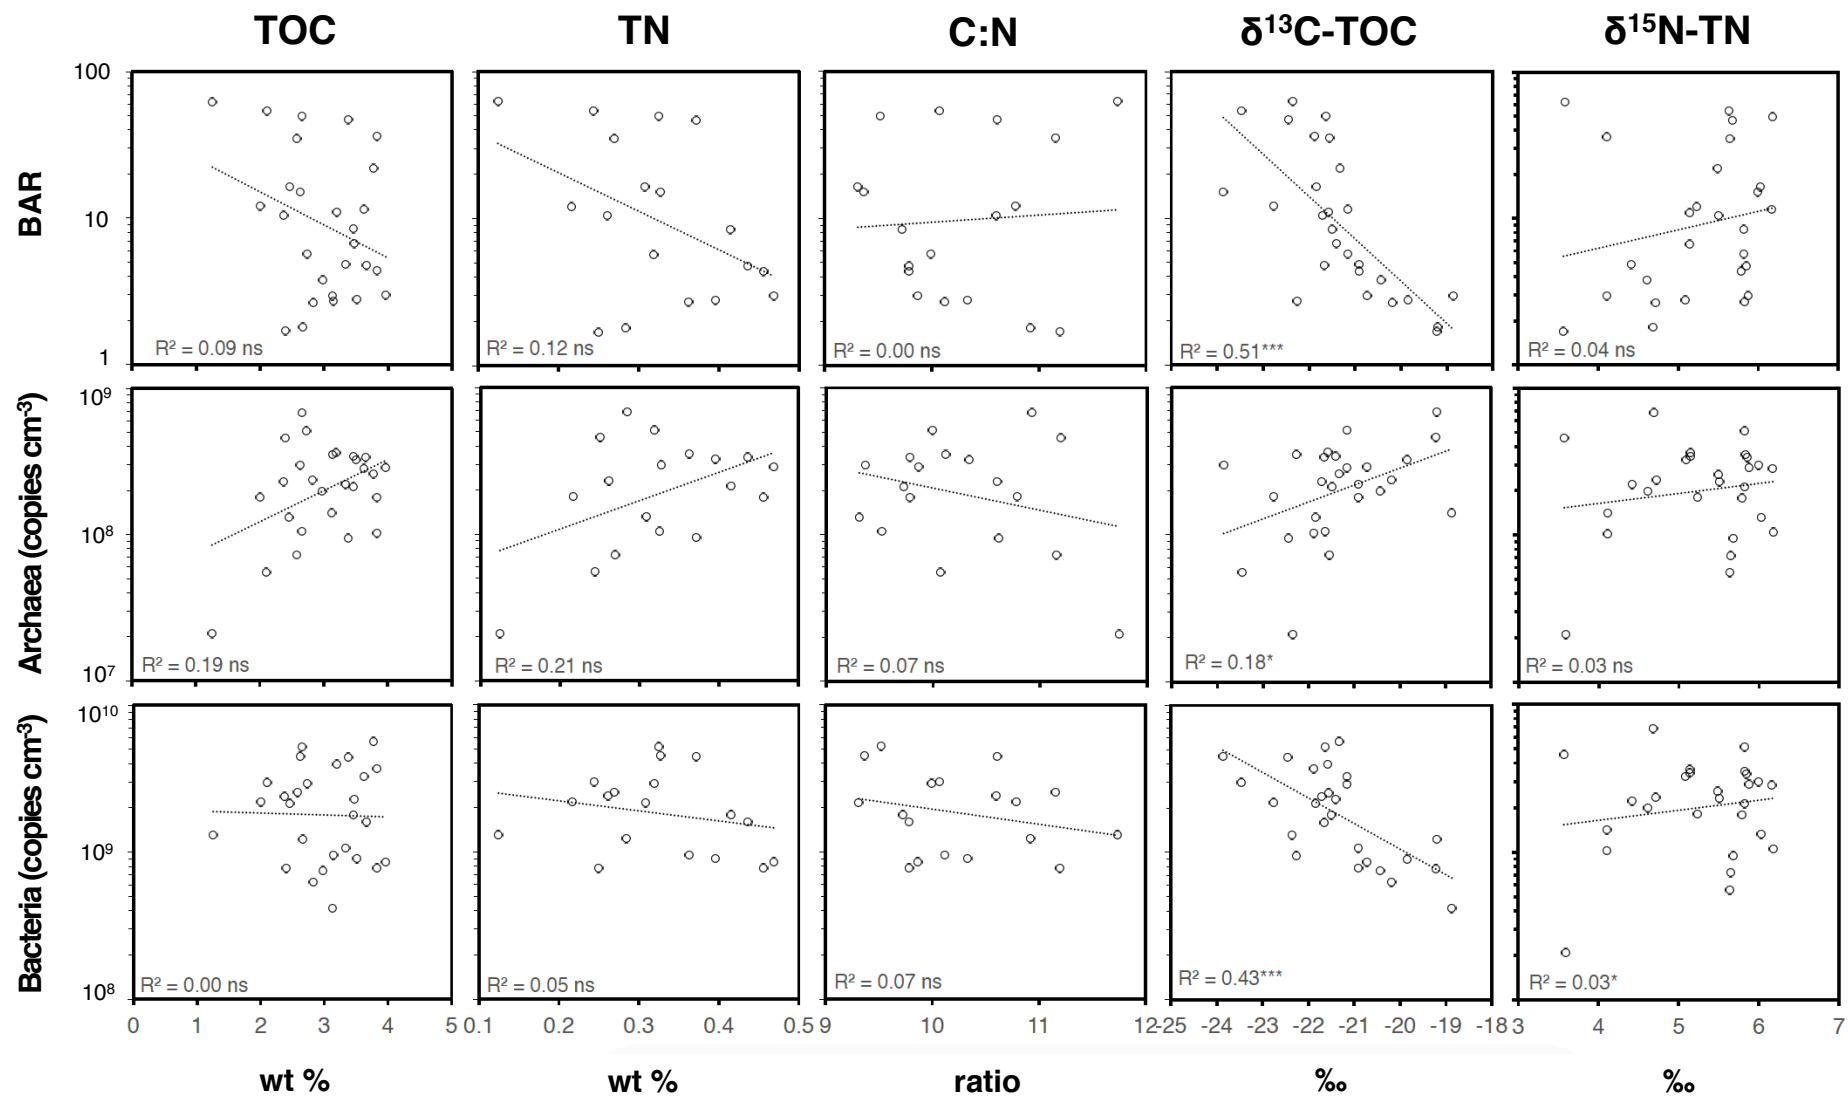 TOC TN C:N δ¹³C-TOC δ¹⁵N-TN
BAR
100
10
1
R² = 0.09 ns
R² = 0.12 ns
R² = 0.00 ns
R² = 0.51***
R² = 0.04 ns
Archaea (copies cm⁻³)
10⁹
10⁸
10⁷
R² = 0.19 ns
R² = 0.21 ns
R² = 0.07 ns
R² = 0.18*
R² = 0.03 ns
Bacteria (copies cm⁻³)
10¹⁰
10⁹
10⁸
R² = 0.00 ns
R² = 0.05 ns
R² = 0.07 ns
R² = 0.43***
R² = 0.03*
0 1 2 3 4 5 0.1 0.2 0.3 0.4 0.5 9 10 11 12 -25 -24 -23 -22 -21 -20 -19 -18 3 4 5 6 7
wt % wt % ratio ‰ ‰